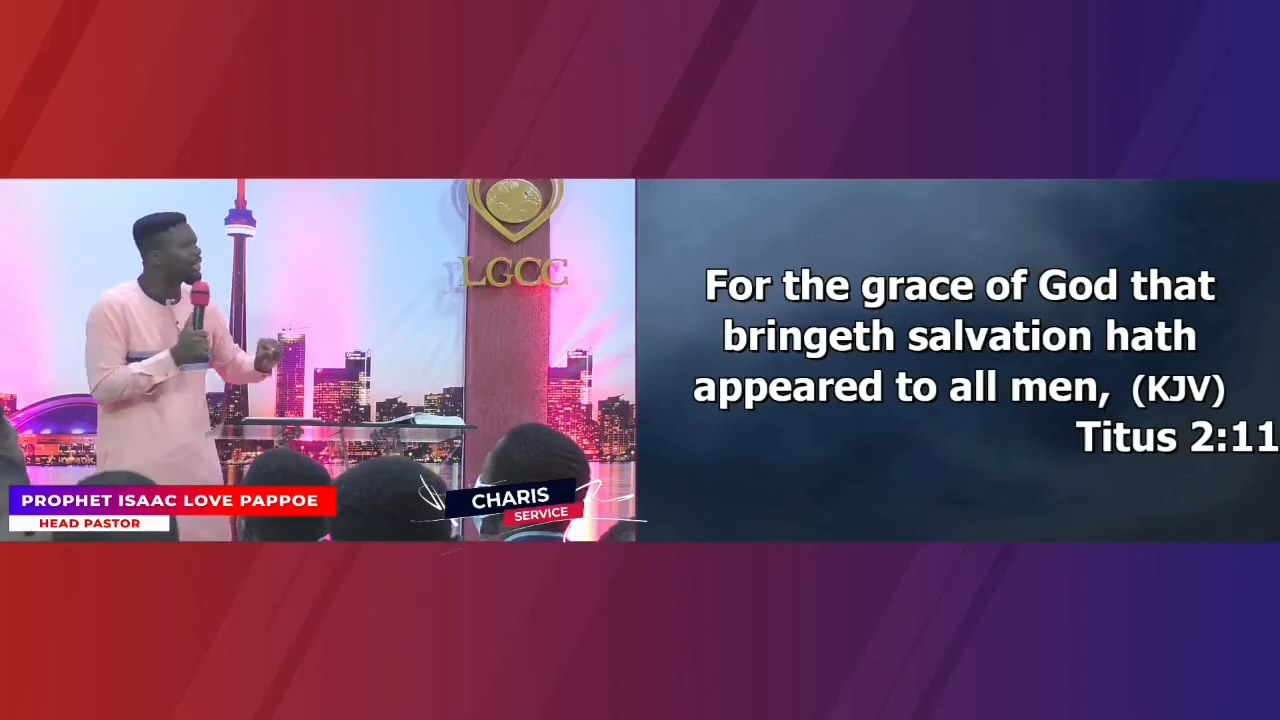 LGCC
PROPHET ISAAC LOVE PAPPOE
HEAD PASTOR
CHARIS
SERVICE
For the grace of God that
bringeth salvation hath
appeared to all men, (KJV)
Titus 2:11